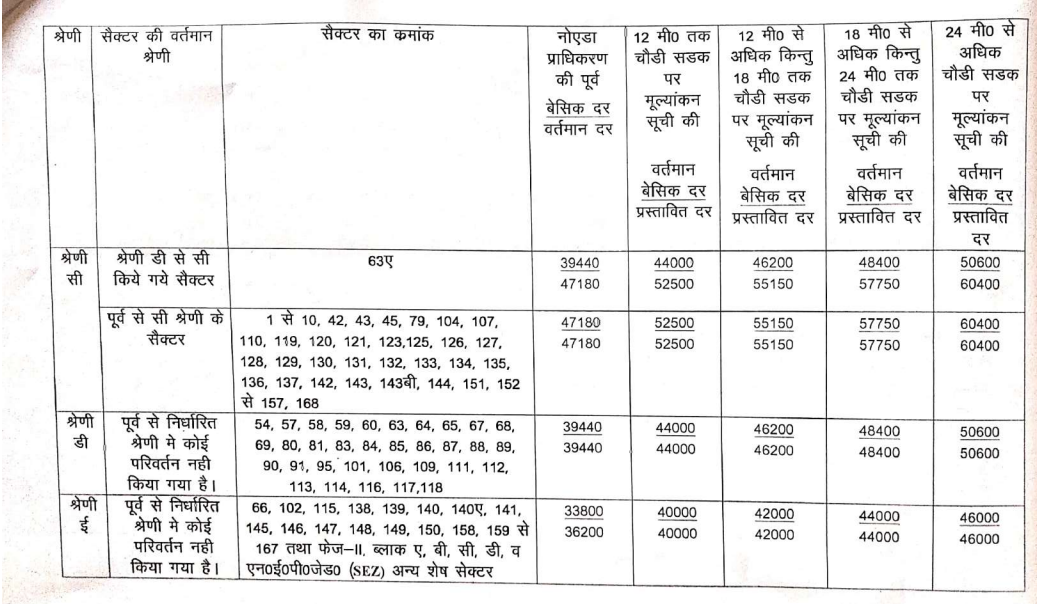 श्रेणी
सैक्टर की वर्तमान
श्रेणी
सैक्टर का कमांक
नोएडा
प्राधिकरण
की पूर्व
बेसिक दर
वर्तमान दर
12 मी0 तक
चौडी सडक
पर
मूल्यांकन
सूची की
वर्तमान
बेसिक दर
प्रस्तावित दर
12 मी0 से
अधिक किन्तु
18 मी0 तक
चौडी सडक
पर मूल्यांकन
सूची की
वर्तमान
बेसिक दर
प्रस्तावित दर
18 मी0 से
अधिक किन्तु
24 मी0 तक
चौडी सडक
पर मूल्यांकन
सूची की
वर्तमान
बेसिक दर
प्रस्तावित दर
24 मी0 से
अधिक
चौडी सडक
पर
मूल्यांकन
सूची की
वर्तमान
बेसिक दर
प्रस्तावित
दर
श्रेणी
सी
श्रेणी डी से सी
किये गये सैक्टर
63ए
39440
47180
44000
52500
46200
55150
48400
57750
50600
60400
पूर्व से सी श्रेणी के
सैक्टर
1 से 10, 42, 43, 45, 79, 104, 107,
110, 119, 120, 121, 123,125, 126, 127,
128, 129, 130, 131, 132, 133, 134, 135,
136, 137, 142, 143, 143बी, 144, 151, 152
से 157, 168
47180
47180
52500
52500
55150
55150
57750
57750
60400
60400
श्रेणी
डी
पूर्व से निर्धारित
श्रेणी मे कोई
परिवर्तन नही
किया गया है।
54, 57, 58, 59, 60, 63, 64, 65, 67, 68,
69, 80, 81, 83, 84, 85, 86, 87, 88, 89,
90, 91, 95, 101, 106, 109, 111, 112,
113, 114, 116, 117,118
39440
39440
44000
44000
46200
46200
48400
48400
50600
50600
श्रेणी
ई
पूर्व से निर्धारित
श्रेणी मे कोई
परिवर्तन नही
किया गया है।
66, 102, 115, 138, 139, 140, 140ए, 141,
145, 146, 147, 148, 149, 150, 158, 159 से
167 तथा फेज–II, ब्लाक ए, बी, सी, डी, व
एन0ई0पी0जेड0 (SEZ) अन्य शेष सेक्टर
33800
36200
40000
40000
42000
42000
44000
44000
46000
46000